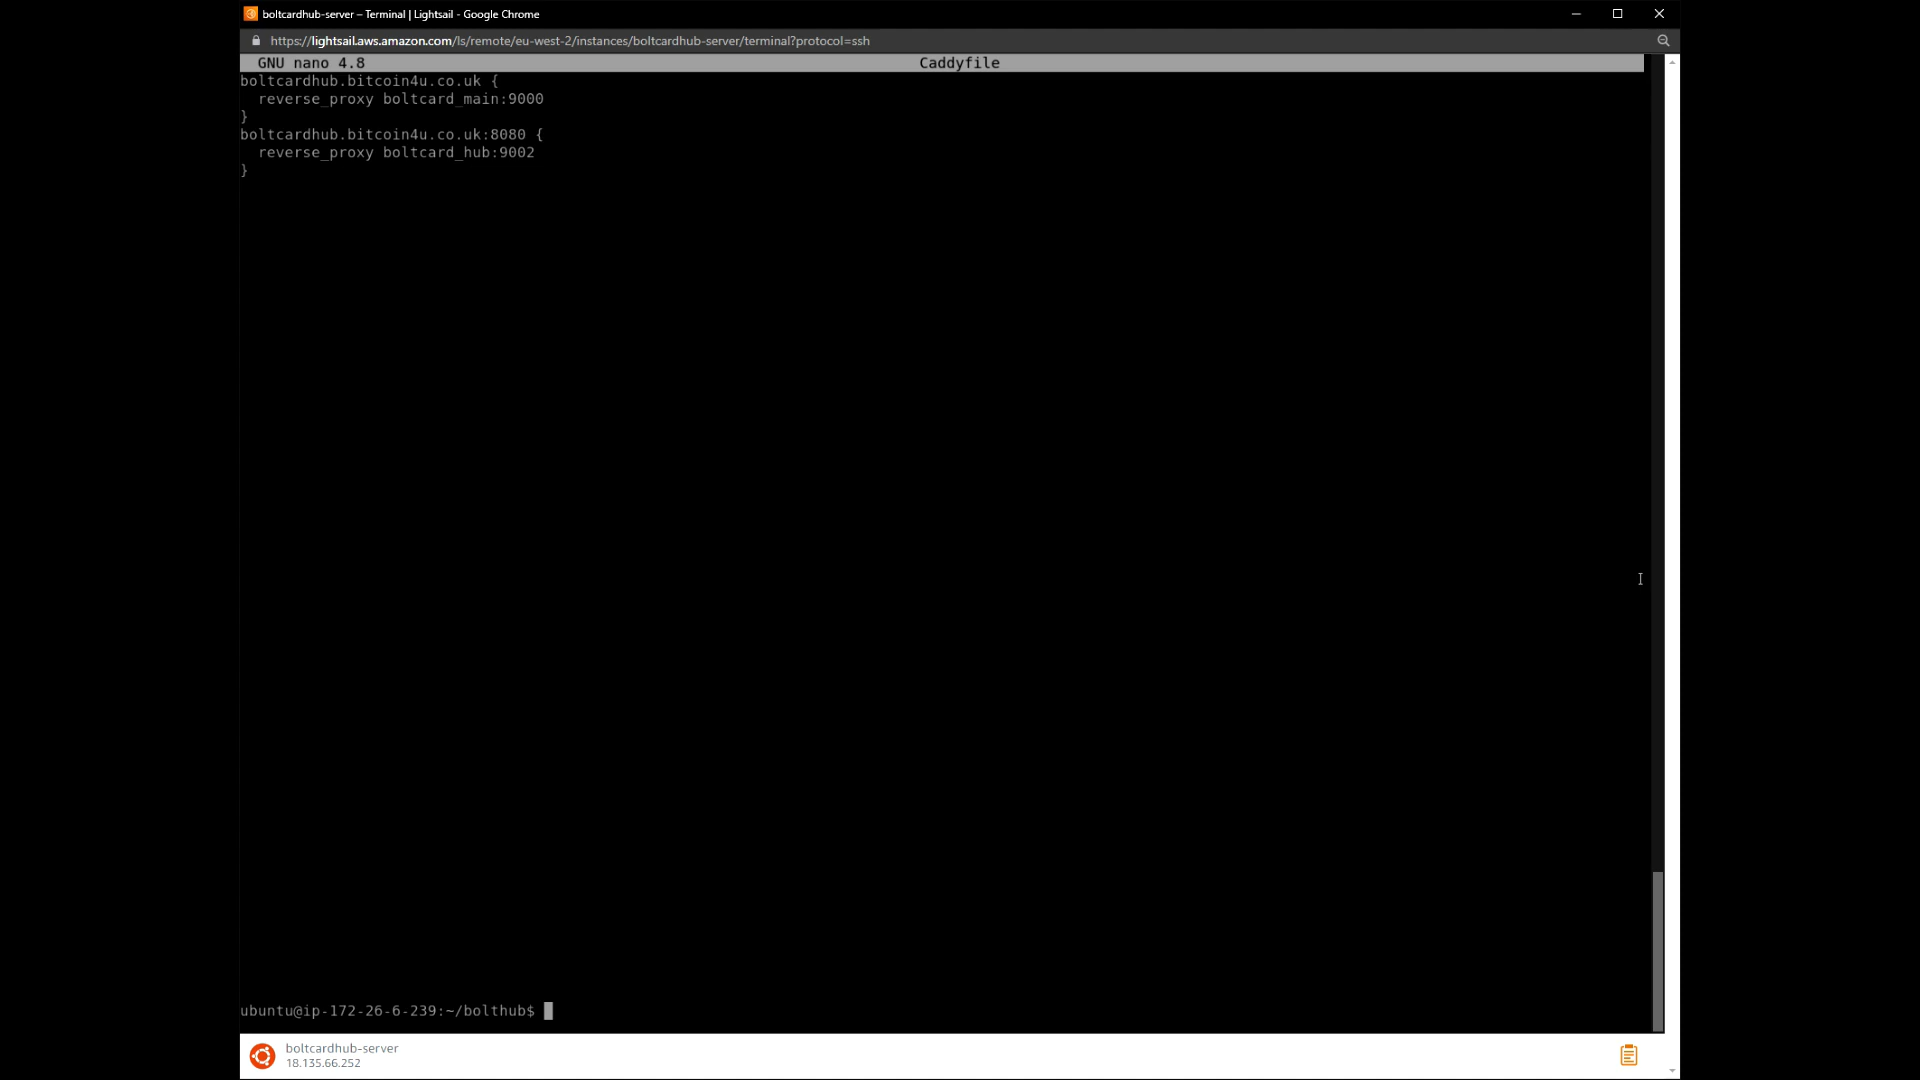 boltcardhub-server – Terminal | Lightsail - Google Chrome
https://lightsail.aws.amazon.com/ls/remote/eu-west-2/instances/boltcardhub-server/terminal?protocol=ssh
GNU nano 4.8 Caddyfile
boltcardhub.bitcoin4u.co.uk {
  reverse_proxy boltcard_main:9000
}
boltcardhub.bitcoin4u.co.uk:8080 {
  reverse_proxy boltcard_hub:9002
}
ubuntu@ip-172-26-6-239:~/bolthub$
boltcardhub-server
18.135.66.252